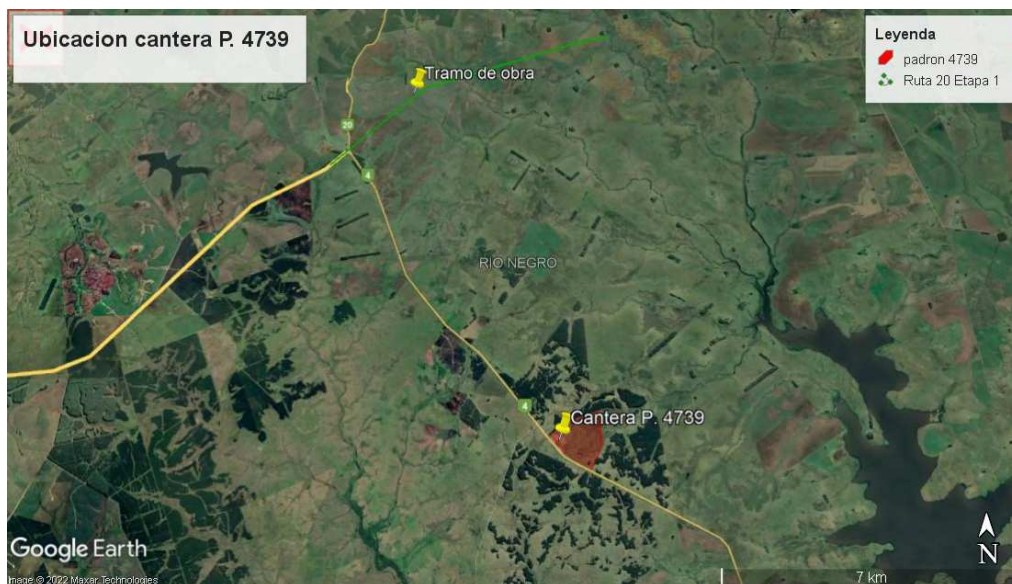 Ubicacion cantera P. 4739
Leyenda
padron 4739
Ruta 20 Etapa 1
Tramo de obra
20
4
RÍO NEGRO
4
Cantera P. 4739
Google Earth
Image © 2022 Maxar Technologies
7 km
N